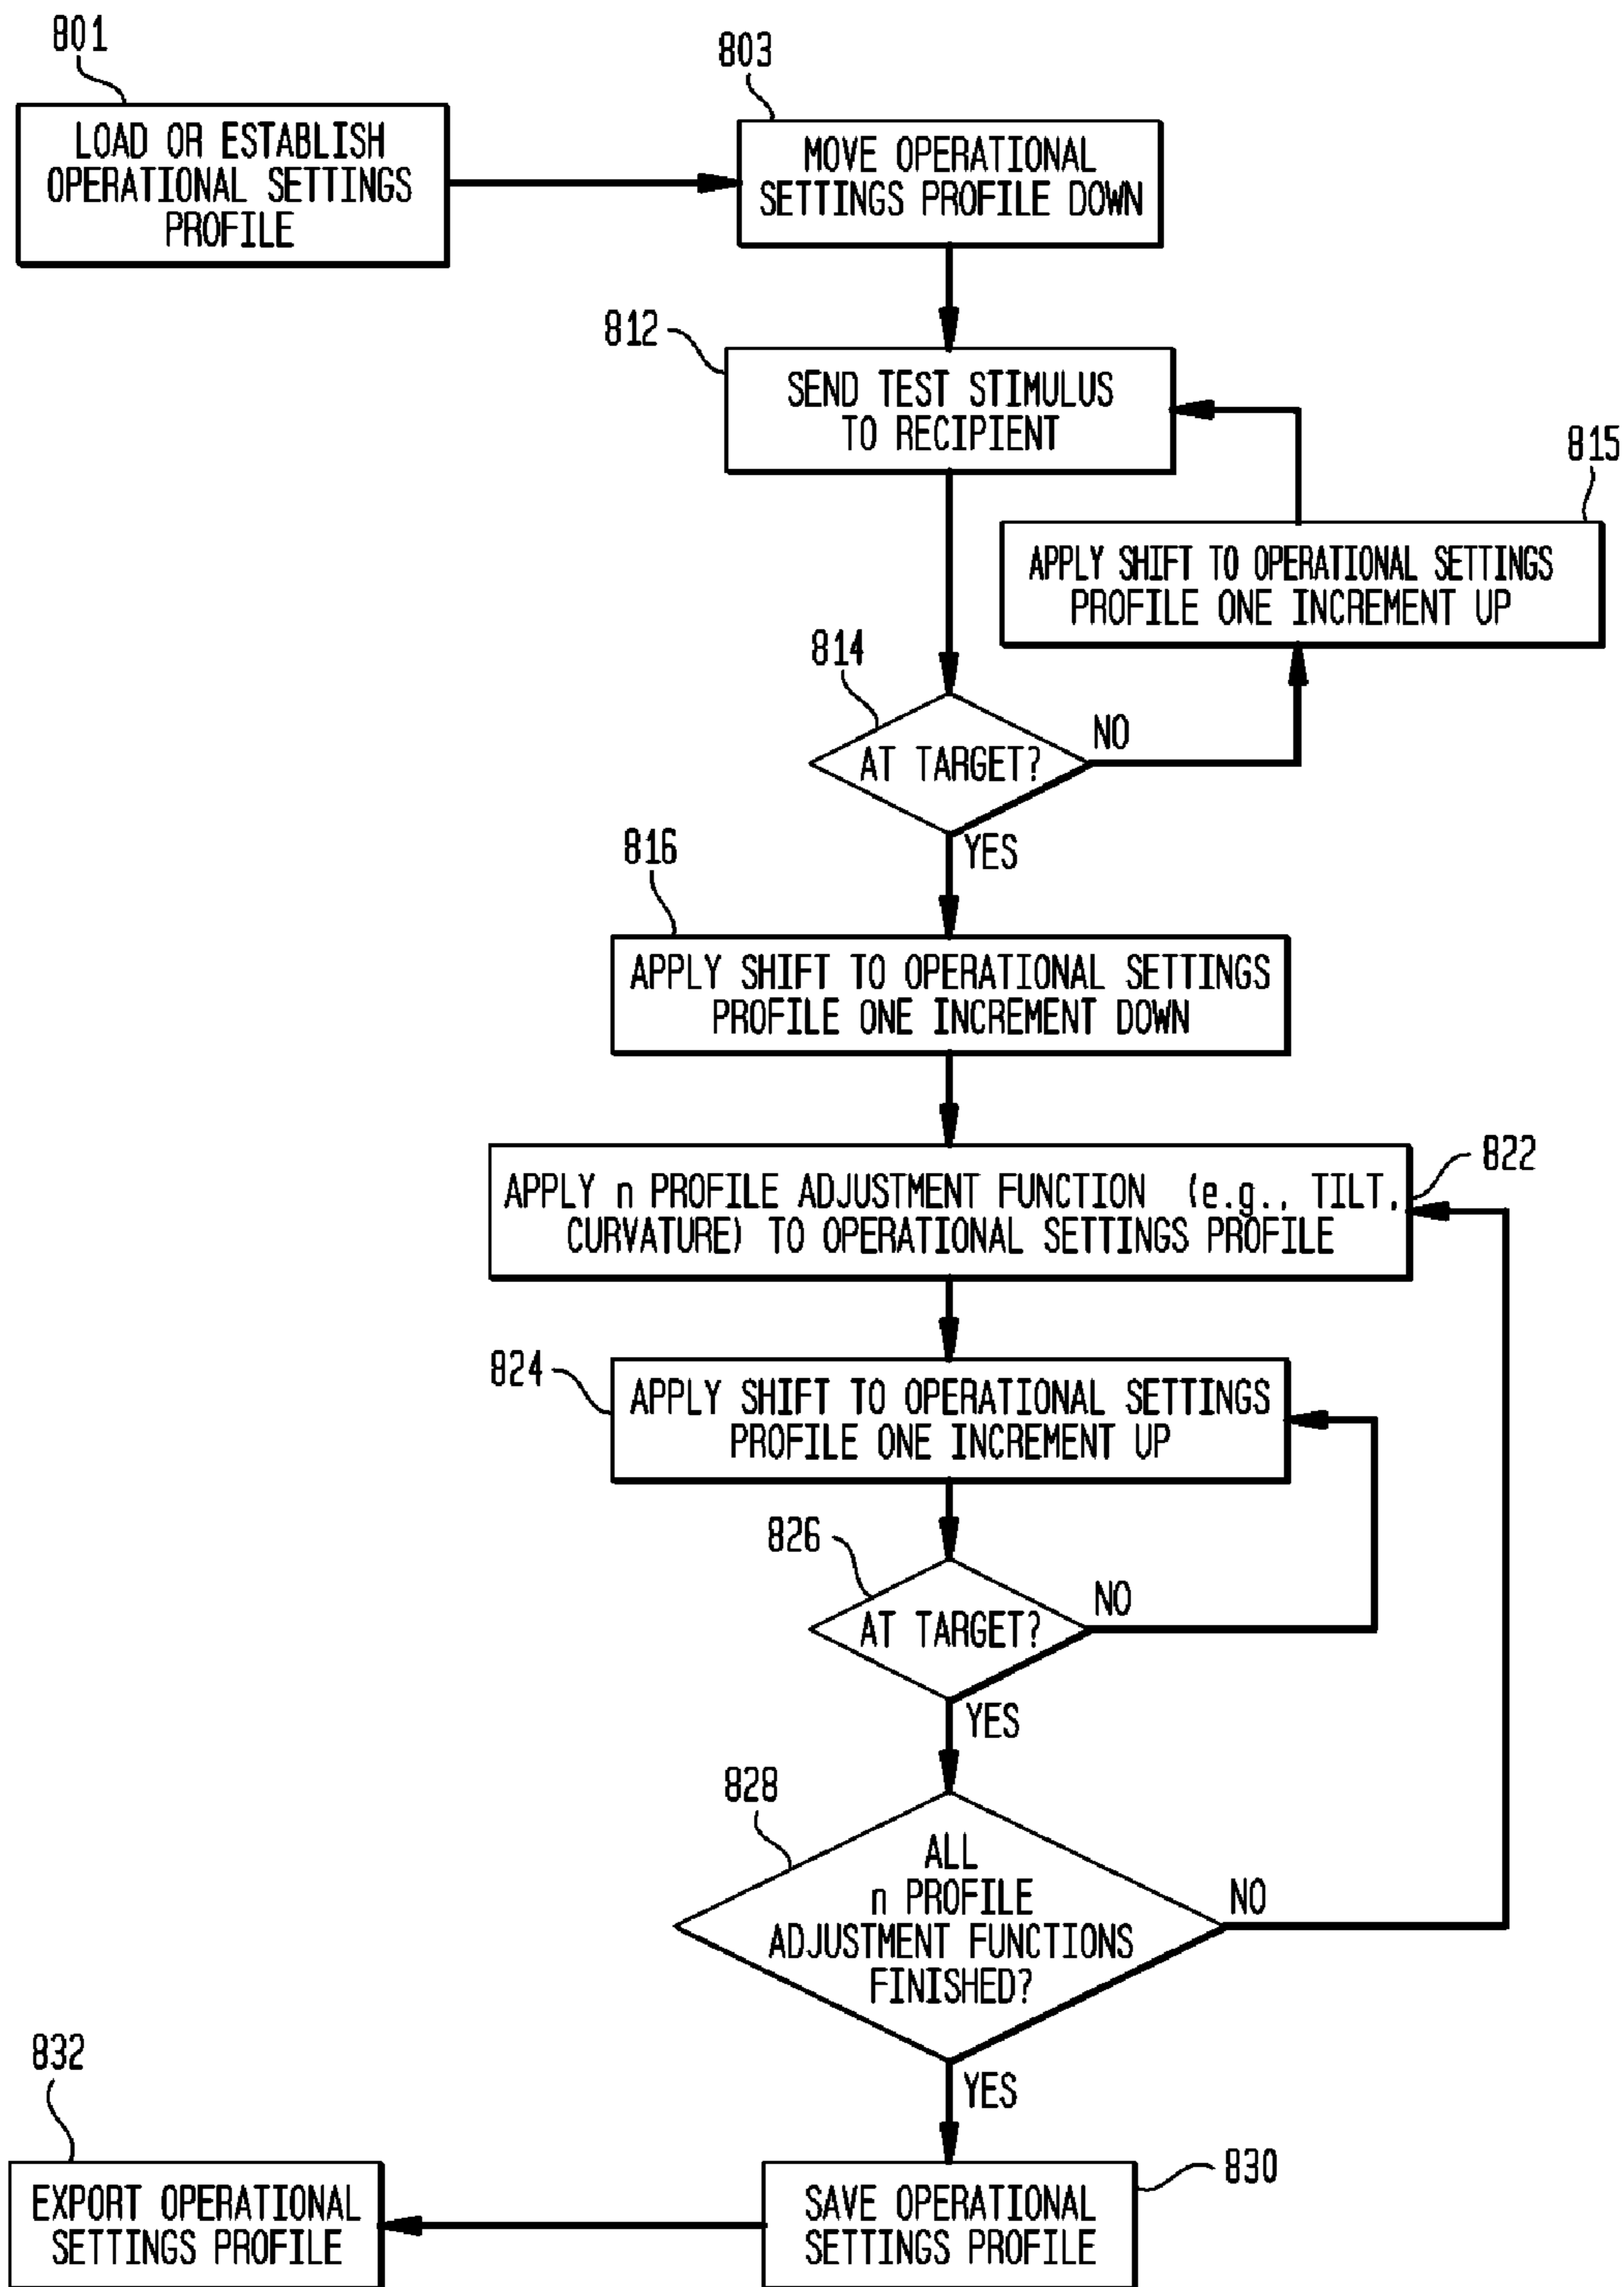 801
LOAD OR ESTABLISH
OPERATIONAL SETTINGS
PROFILE
803
MOVE OPERATIONAL
SETTINGS PROFILE DOWN
812
SEND TEST STIMULUS
TO RECIPIENT
815
APPLY SHIFT TO OPERATIONAL SETTINGS
PROFILE ONE INCREMENT UP
814
AT TARGET?
NO
YES
816
APPLY SHIFT TO OPERATIONAL SETTINGS
PROFILE ONE INCREMENT DOWN
822
APPLY n PROFILE ADJUSTMENT FUNCTION (e.g., TILT,
CURVATURE) TO OPERATIONAL SETTINGS PROFILE
824
APPLY SHIFT TO OPERATIONAL SETTINGS
PROFILE ONE INCREMENT UP
826
AT TARGET?
NO
YES
828
ALL
n PROFILE
ADJUSTMENT FUNCTIONS
FINISHED?
NO
YES
832
EXPORT OPERATIONAL
SETTINGS PROFILE
830
SAVE OPERATIONAL
SETTINGS PROFILE